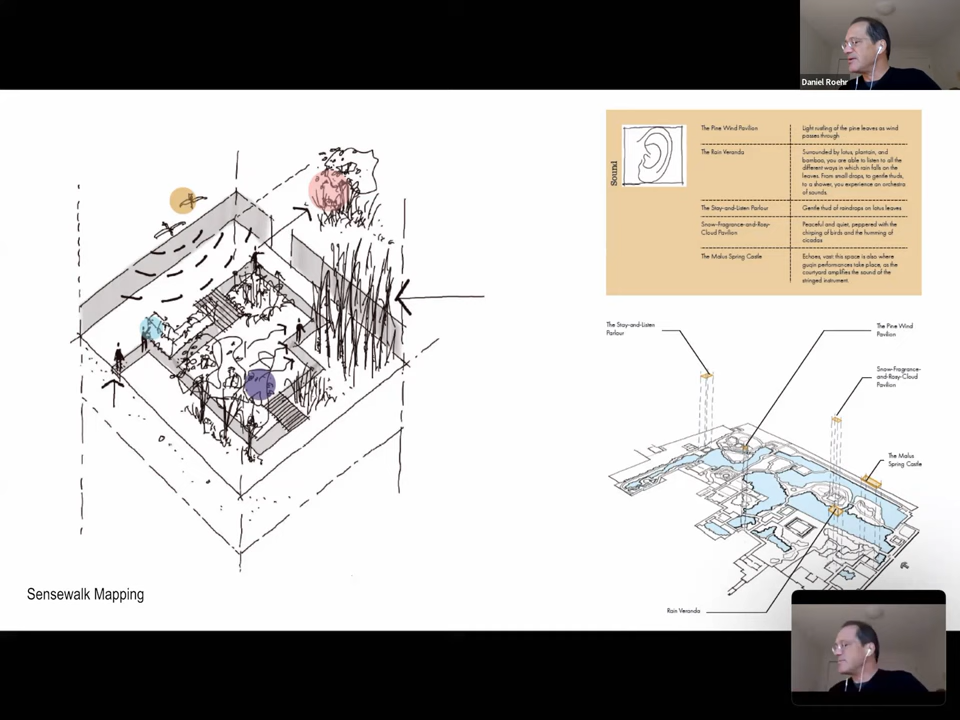 Daniel Roehr
Sound
The Pine Wind Pavilion
Light rustling of the pine leaves as wind
passes through
The Rain Veranda
Surrounded by lotus, plantain, and
bamboo, you are able to listen to all the
different ways in which rain falls on the
leaves. From small drops, to gentle thuds,
to a shower, you experience an orchestra
of sounds.
The Stay-and-Listen Parlour
Gentle thud of raindrops on lotus leaves
Snow-Fragrance-and-Rosy-
Cloud Pavilion
Peaceful and quiet, peppered with the
chirping of birds and the humming of
cicadas
The Malus Spring Castle
Echoes, vast: this space is also where
guqin performances take place, as the
courtyard amplifies the sound of the
stringed instrument.
The Stay-and-Listen
Parlour
The Pine Wind
Pavilion
Snow-Fragrance-
and-Rosy-Cloud
Pavilion
The Malus
Spring Castle
Rain Veranda
Sensewalk Mapping